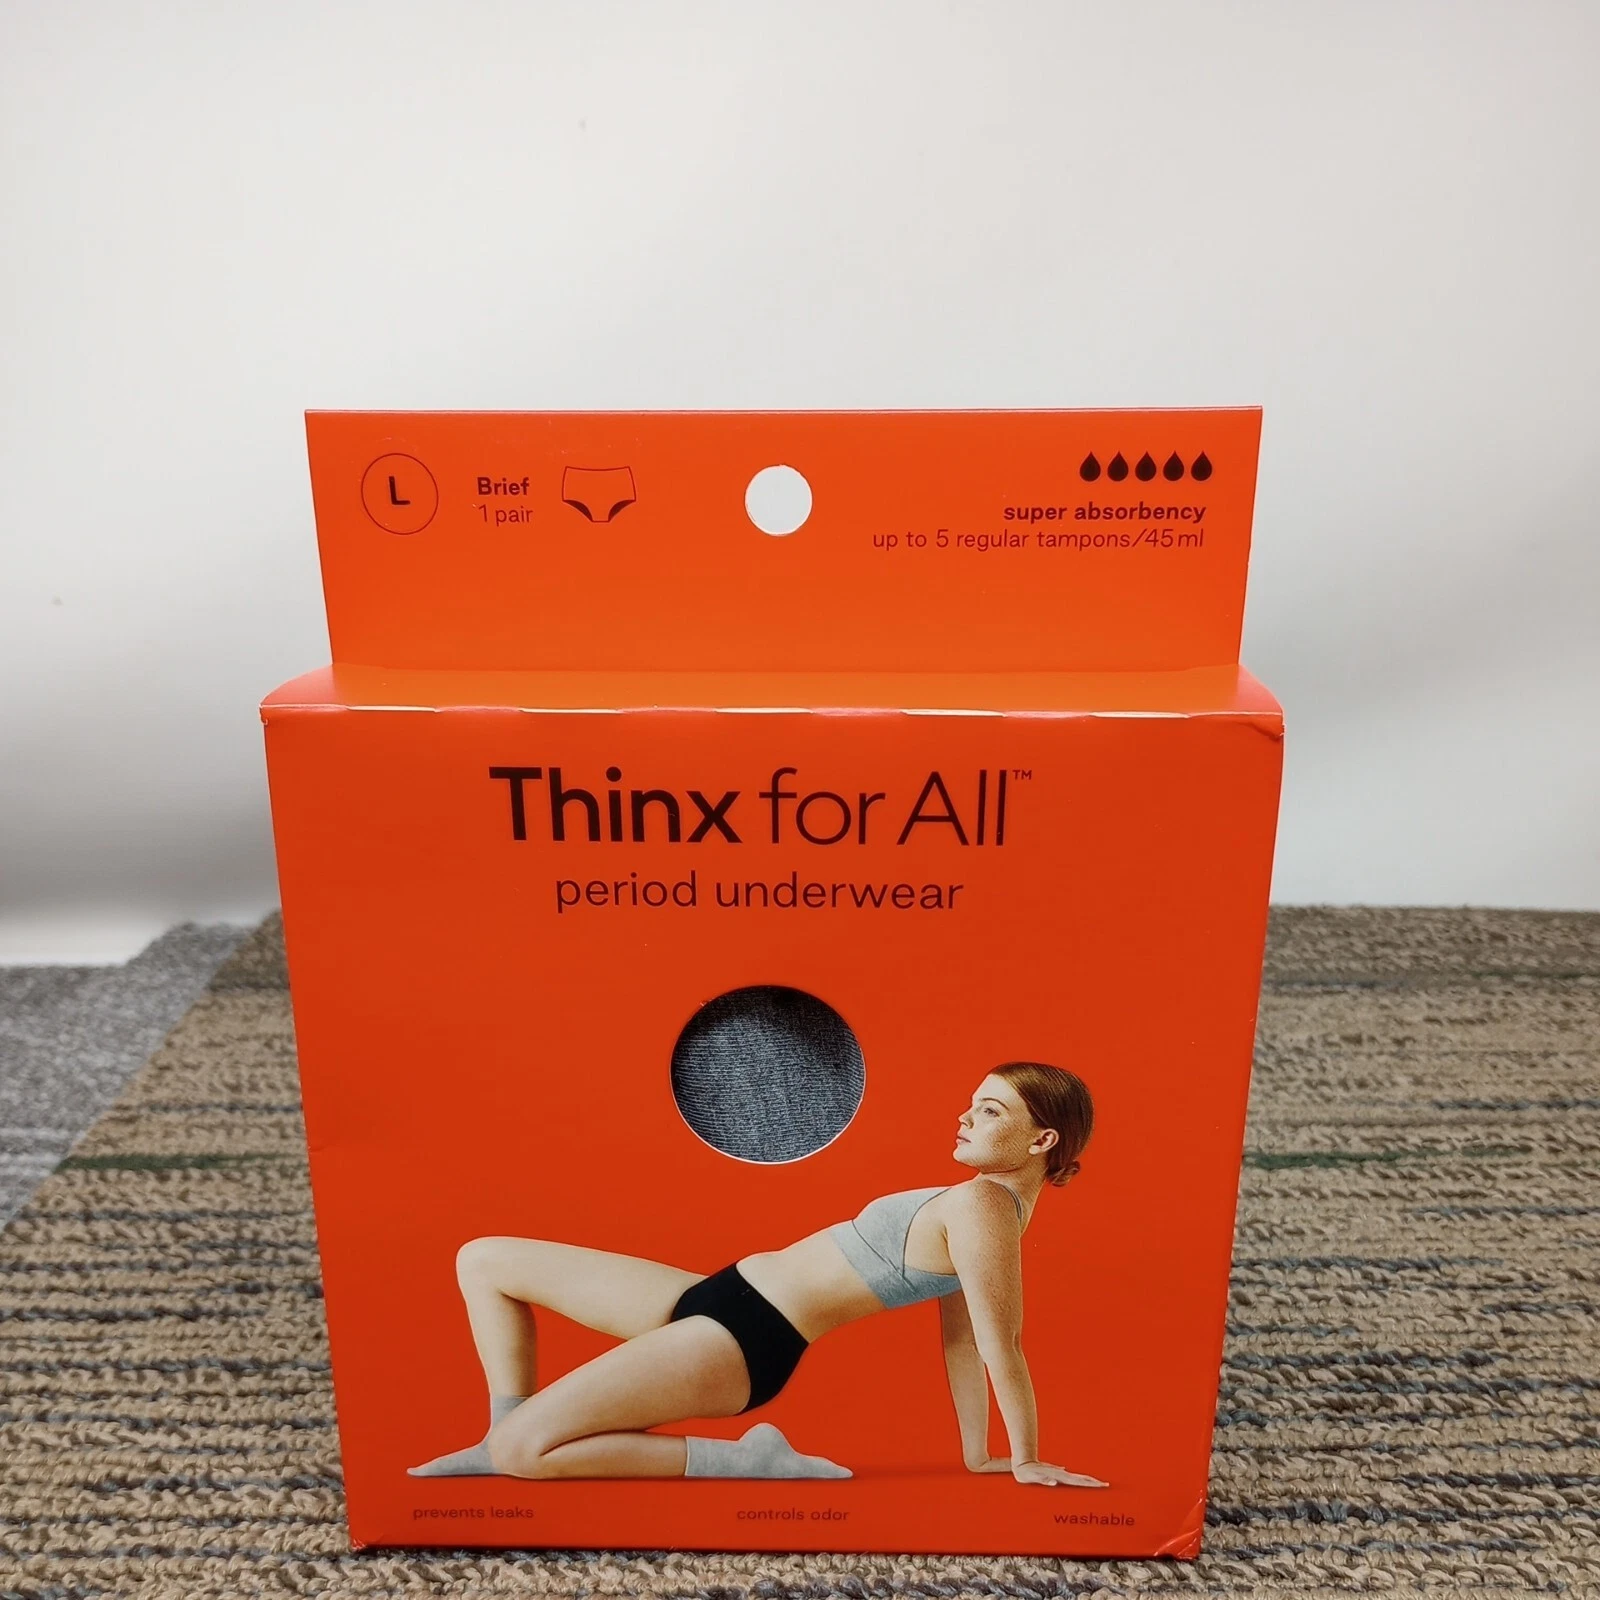 L
Brief
1 pair
super absorbency
up to 5 regular tampons/45ml
Thinx for All™
period underwear
prevents leaks
controls odor
washable